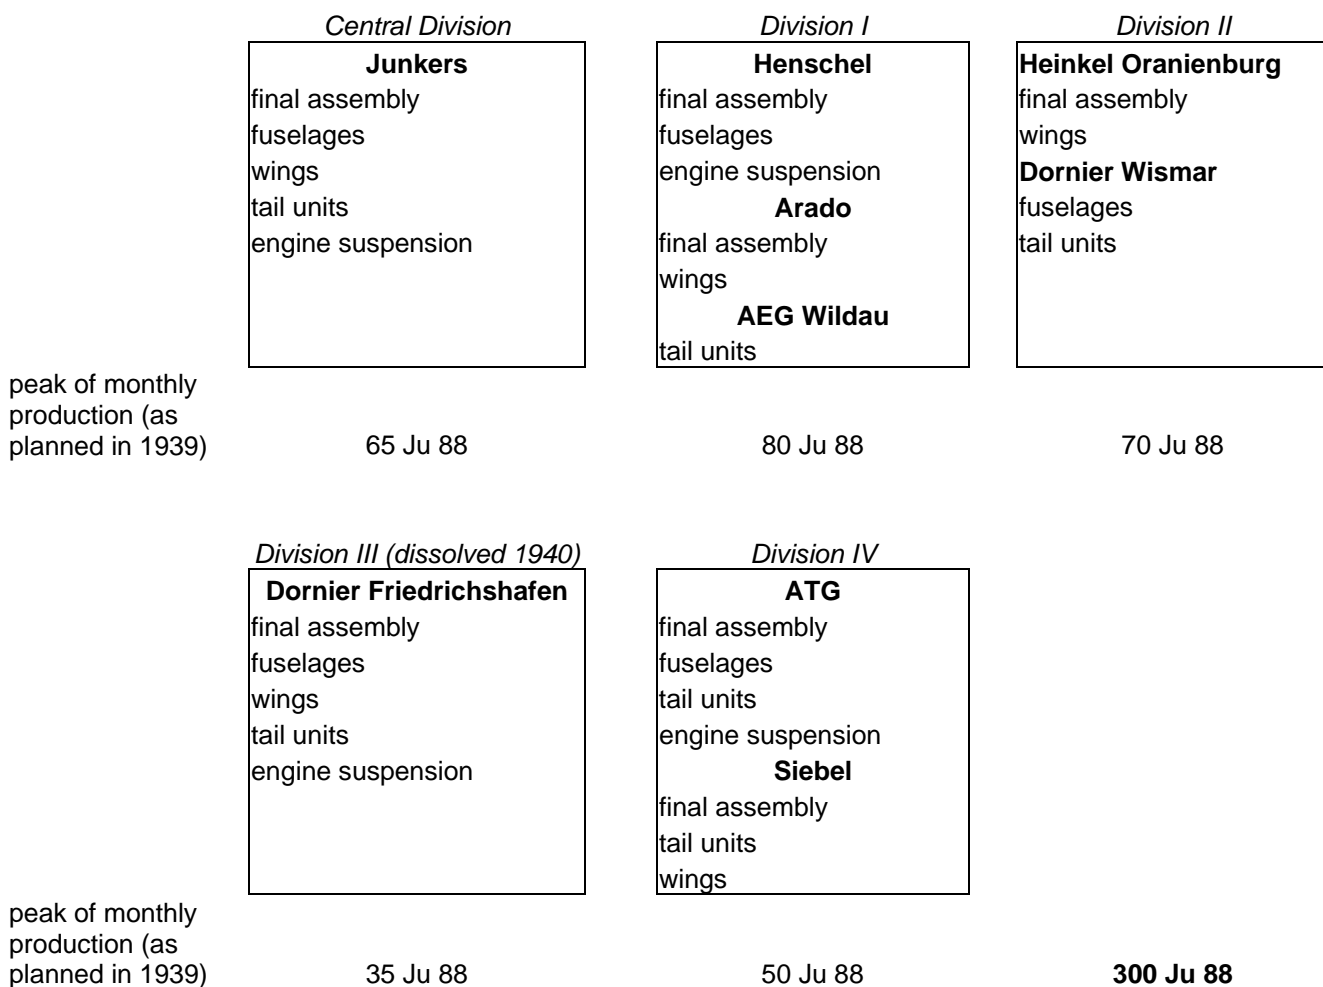 Central Division
Junkers
final assembly
fuselages
wings
tail units
engine suspension
Division I
Henschel
final assembly
fuselages
engine suspension
Arado
final assembly
wings
AEG Wildau
tail units
Division II
Heinkel Oranienburg
final assembly
wings
Dornier Wismar
fuselages
tail units
peak of monthly
production (as
planned in 1939)
65 Ju 88
80 Ju 88
70 Ju 88
Division III (dissolved 1940)
Dornier Friedrichshafen
final assembly
fuselages
wings
tail units
engine suspension
Division IV
ATG
final assembly
fuselages
tail units
engine suspension
Siebel
final assembly
tail units
wings
peak of monthly
production (as
planned in 1939)
35 Ju 88
50 Ju 88
300 Ju 88